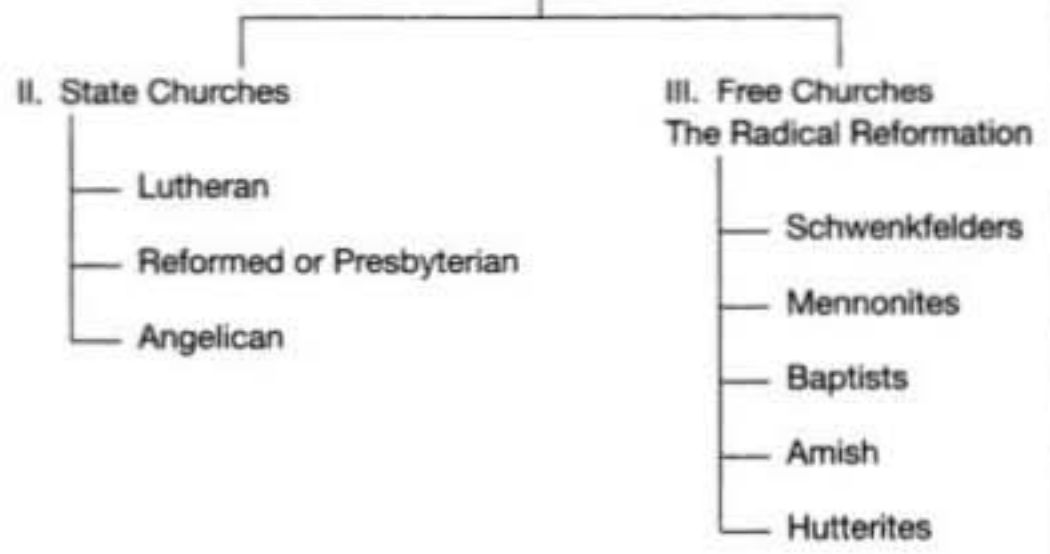 II. State Churches
Lutheran
Reformed or Presbyterian
Angelican
III. Free Churches
The Radical Reformation
Schwenkfelders
Mennonites
Baptists
Amish
Hutterites